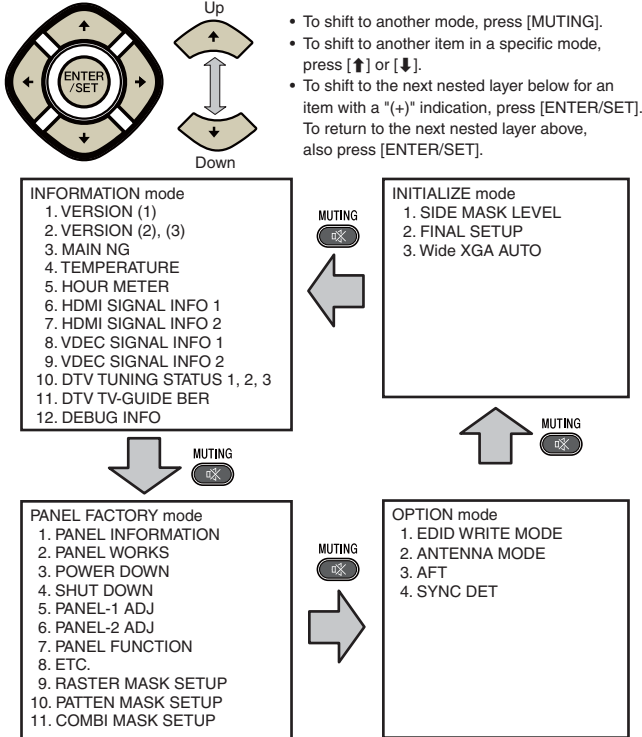 Up
ENTER
/SET
Down
• To shift to another mode, press [MUTING].
• To shift to another item in a specific mode,
press [⬆] or [⬇].
• To shift to the next nested layer below for an
item with a "(+)" indication, press [ENTER/SET].
To return to the next nested layer above,
also press [ENTER/SET].
INFORMATION mode
1. VERSION (1)
2. VERSION (2), (3)
3. MAIN NG
4. TEMPERATURE
5. HOUR METER
6. HDMI SIGNAL INFO 1
7. HDMI SIGNAL INFO 2
8. VDEC SIGNAL INFO 1
9. VDEC SIGNAL INFO 2
10. DTV TUNING STATUS 1, 2, 3
11. DTV TV-GUIDE BER
12. DEBUG INFO
MUTING
INITIALIZE mode
1. SIDE MASK LEVEL
2. FINAL SETUP
3. Wide XGA AUTO
MUTING
MUTING
PANEL FACTORY mode
1. PANEL INFORMATION
2. PANEL WORKS
3. POWER DOWN
4. SHUT DOWN
5. PANEL-1 ADJ
6. PANEL-2 ADJ
7. PANEL FUNCTION
8. ETC.
9. RASTER MASK SETUP
10. PATTEN MASK SETUP
11. COMBI MASK SETUP
MUTING
OPTION mode
1. EDID WRITE MODE
2. ANTENNA MODE
3. AFT
4. SYNC DET